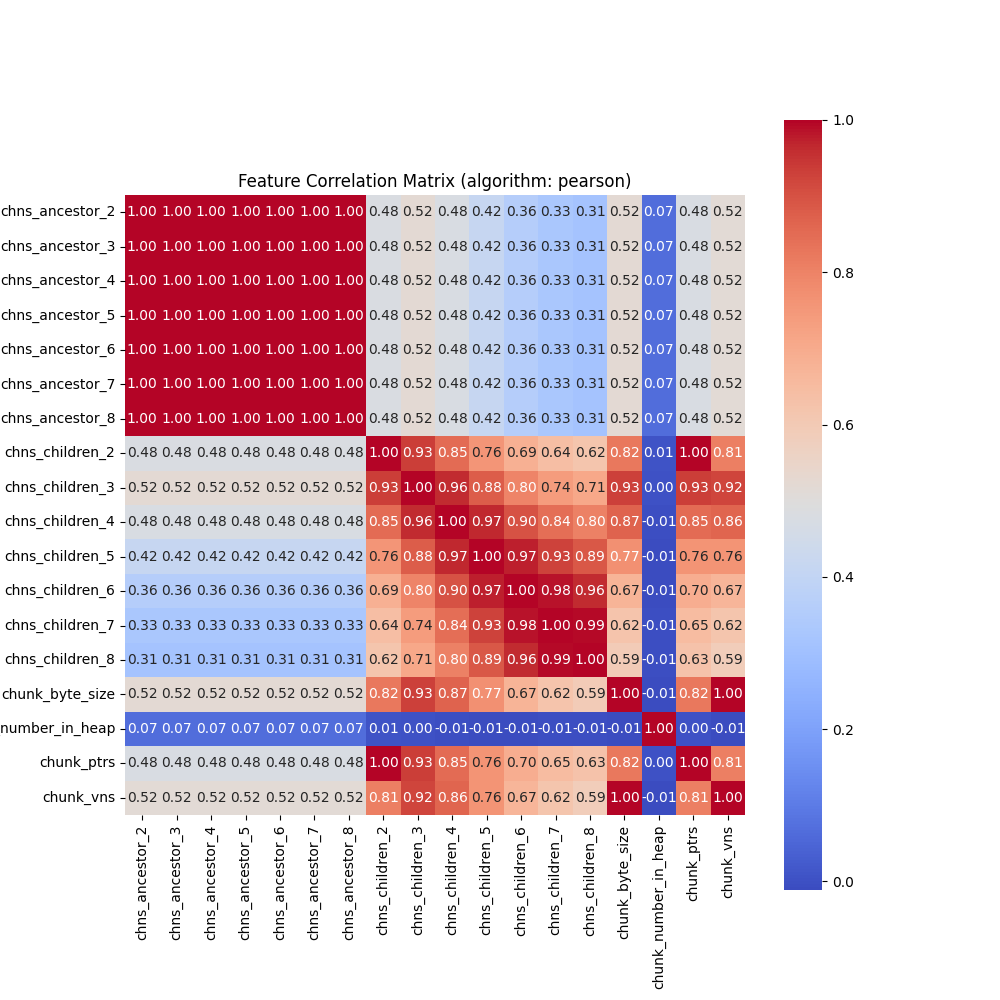 Feature Correlation Matrix (algorithm: pearson)
1.0
0.8
0.6
0.4
0.2
0.0
chns_ancestor_2 1.00 1.00 1.00 1.00 1.00 1.00 1.00 0.48 0.52 0.48 0.42 0.36 0.33 0.31 0.52 0.07 0.48 0.52
chns_ancestor_3 1.00 1.00 1.00 1.00 1.00 1.00 1.00 0.48 0.52 0.48 0.42 0.36 0.33 0.31 0.52 0.07 0.48 0.52
chns_ancestor_4 1.00 1.00 1.00 1.00 1.00 1.00 1.00 0.48 0.52 0.48 0.42 0.36 0.33 0.31 0.52 0.07 0.48 0.52
chns_ancestor_5 1.00 1.00 1.00 1.00 1.00 1.00 1.00 0.48 0.52 0.48 0.42 0.36 0.33 0.31 0.52 0.07 0.48 0.52
chns_ancestor_6 1.00 1.00 1.00 1.00 1.00 1.00 1.00 0.48 0.52 0.48 0.42 0.36 0.33 0.31 0.52 0.07 0.48 0.52
chns_ancestor_7 1.00 1.00 1.00 1.00 1.00 1.00 1.00 0.48 0.52 0.48 0.42 0.36 0.33 0.31 0.52 0.07 0.48 0.52
chns_ancestor_8 1.00 1.00 1.00 1.00 1.00 1.00 1.00 0.48 0.52 0.48 0.42 0.36 0.33 0.31 0.52 0.07 0.48 0.52
chns_children_2 0.48 0.48 0.48 0.48 0.48 0.48 0.48 1.00 0.93 0.85 0.76 0.69 0.64 0.62 0.82 0.01 1.00 0.81
chns_children_3 0.52 0.52 0.52 0.52 0.52 0.52 0.52 0.93 1.00 0.96 0.88 0.80 0.74 0.71 0.93 0.00 0.93 0.92
chns_children_4 0.48 0.48 0.48 0.48 0.48 0.48 0.48 0.85 0.96 1.00 0.97 0.90 0.84 0.80 0.87 -0.01 0.85 0.86
chns_children_5 0.42 0.42 0.42 0.42 0.42 0.42 0.42 0.76 0.88 0.97 1.00 0.97 0.93 0.89 0.77 -0.01 0.76 0.76
chns_children_6 0.36 0.36 0.36 0.36 0.36 0.36 0.36 0.69 0.80 0.90 0.97 1.00 0.98 0.96 0.67 -0.01 0.70 0.67
chns_children_7 0.33 0.33 0.33 0.33 0.33 0.33 0.33 0.64 0.74 0.84 0.93 0.98 1.00 0.99 0.62 -0.01 0.65 0.62
chns_children_8 0.31 0.31 0.31 0.31 0.31 0.31 0.31 0.62 0.71 0.80 0.89 0.96 0.99 1.00 0.59 -0.01 0.63 0.59
chunk_byte_size 0.52 0.52 0.52 0.52 0.52 0.52 0.52 0.82 0.93 0.87 0.77 0.67 0.62 0.59 1.00 -0.01 0.82 1.00
number_in_heap 0.07 0.07 0.07 0.07 0.07 0.07 0.07 0.01 0.00 -0.01 -0.01 -0.01 -0.01 -0.01 -0.01 1.00 0.00 -0.01
chunk_ptrs 0.48 0.48 0.48 0.48 0.48 0.48 0.48 1.00 0.93 0.85 0.76 0.70 0.65 0.63 0.82 0.00 1.00 0.81
chunk_vns 0.52 0.52 0.52 0.52 0.52 0.52 0.52 0.81 0.92 0.86 0.76 0.67 0.62 0.59 1.00 -0.01 0.81 1.00
chns_ancestor_2
chns_ancestor_3
chns_ancestor_4
chns_ancestor_5
chns_ancestor_6
chns_ancestor_7
chns_ancestor_8
chns_children_2
chns_children_3
chns_children_4
chns_children_5
chns_children_6
chns_children_7
chns_children_8
chunk_byte_size
chunk_number_in_heap
chunk_ptrs
chunk_vns